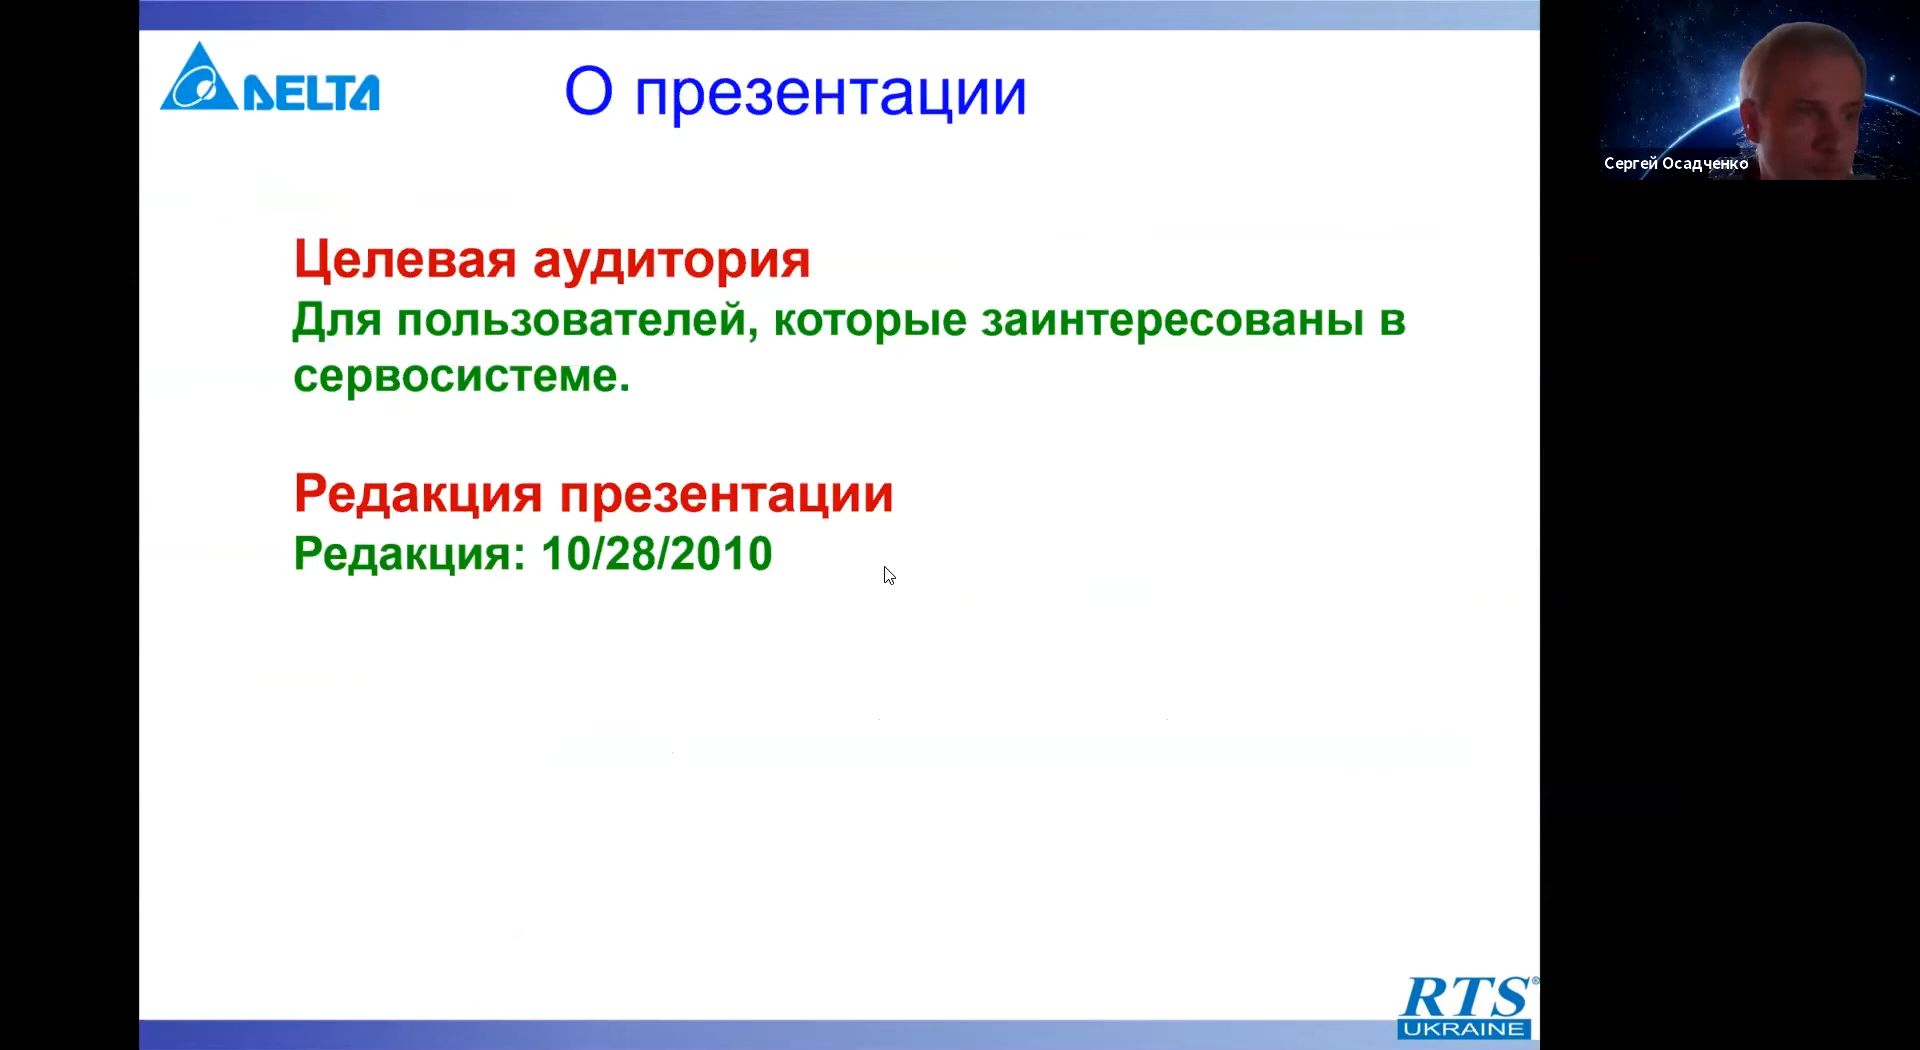 DELTA
О презентации
Сергей Осадченко
Целевая аудитория
Для пользователей, которые заинтересованы в
сервосистеме.
Редакция презентации
Редакция: 10/28/2010
RTS®
UKRAINE